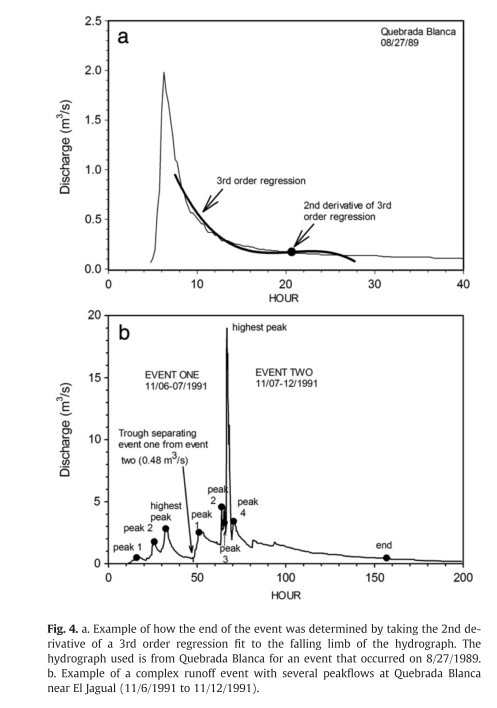 2.5
a
Quebrada Blanca
08/27/89
2.0
1.5
1.0
0.5
0.0
Discharge (m³/s)
3rd order regression
2nd derivative of 3rd
order regression
0
10
20
30
40
HOUR
20
b
highest peak
15
EVENT ONE
11/06-07/1991
EVENT TWO
11/07-12/1991
10
Discharge (m³/s)
Trough separating
event one from event
two (0.48 m³/s)
5
highest
peak
peak 1
peak 2
peak
1
peak
2
peak
3
peak
4
end
0
0
50
100
150
200
HOUR
Fig. 4. a. Example of how the end of the event was determined by taking the 2nd de-
rivative of a 3rd order regression fit to the falling limb of the hydrograph. The
hydrograph used is from Quebrada Blanca for an event that occurred on 8/27/1989.
b. Example of a complex runoff event with several peakflows at Quebrada Blanca
near El Jagual (11/6/1991 to 11/12/1991).